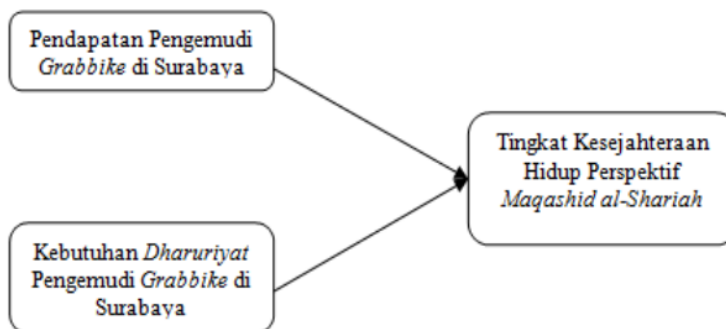 Pendapatan Pengemudi
Grabbike di Surabaya
Tingkat Kesejahteraan
Hidup Perspektif
Maqashid al-Shariah
Kebutuhan Dharuriyat
Pengemudi Grabbike di
Surabaya